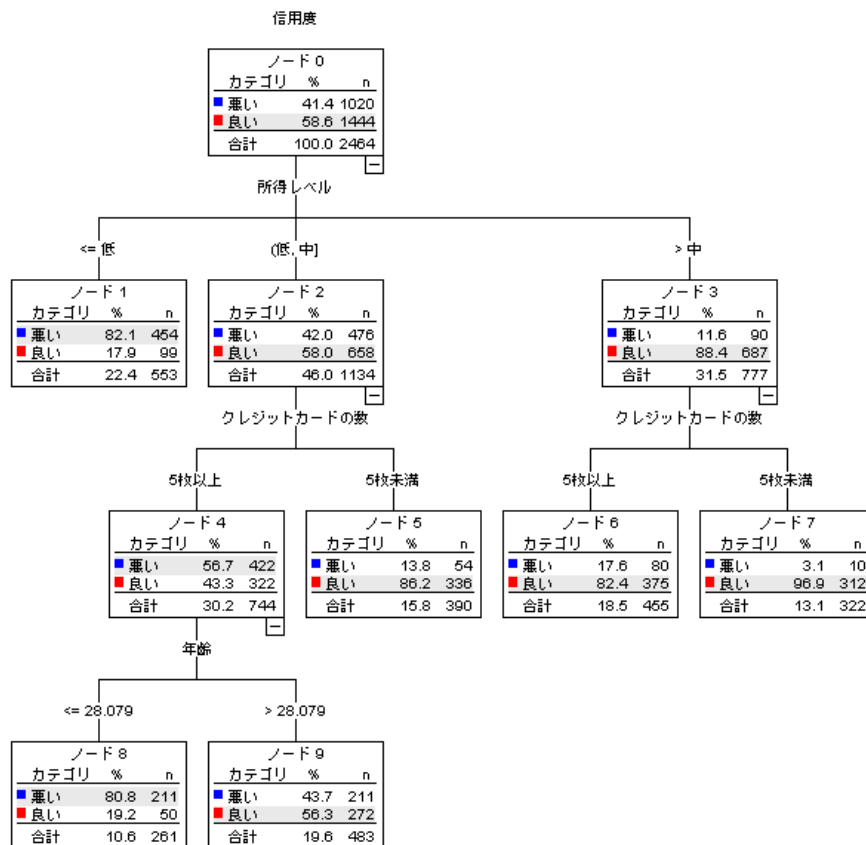 信用度
ノード 0
カテゴリ % n
悪い 41.4 1020
良い 58.6 1444
合計 100.0 2464
所得レベル
<= 低
(低, 中]
> 中
ノード 1
カテゴリ % n
悪い 82.1 454
良い 17.9 99
合計 22.4 553
ノード 2
カテゴリ % n
悪い 42.0 476
良い 58.0 658
合計 46.0 1134
ノード 3
カテゴリ % n
悪い 11.6 90
良い 88.4 687
合計 31.5 777
クレジットカードの数
クレジットカードの数
5枚以上
5枚未満
5枚以上
5枚未満
ノード 4
カテゴリ % n
悪い 56.7 422
良い 43.3 322
合計 30.2 744
ノード 5
カテゴリ % n
悪い 13.8 54
良い 86.2 336
合計 15.8 390
ノード 6
カテゴリ % n
悪い 17.6 80
良い 82.4 375
合計 18.5 455
ノード 7
カテゴリ % n
悪い 3.1 10
良い 96.9 312
合計 13.1 322
年齢
<= 28.079
> 28.079
ノード 8
カテゴリ % n
悪い 80.8 211
良い 19.2 50
合計 10.6 261
ノード 9
カテゴリ % n
悪い 43.7 211
良い 56.3 272
合計 19.6 483